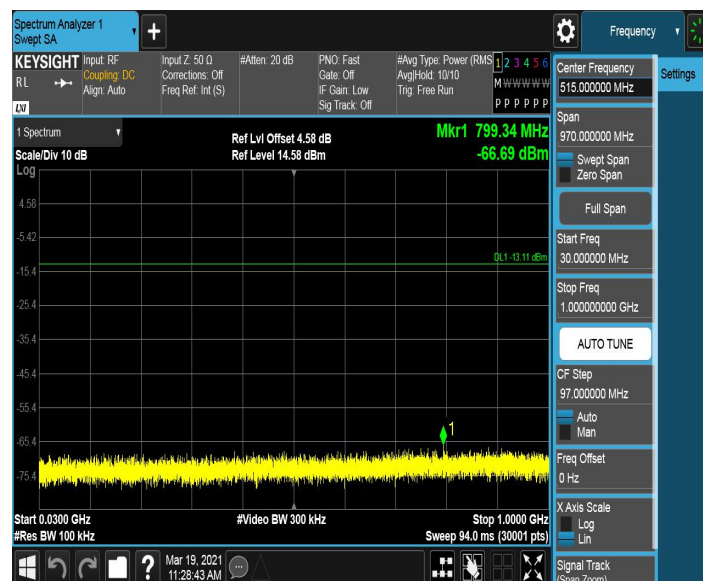 Spectrum Analyzer 1
Swept SA
+
Frequency
KEYSIGHT
RL
LXI
Input: RF
Coupling: DC
Align: Auto
Input Z: 50 Ω
Corrections: Off
Freq Ref: Int (S)
#Atten: 20 dB
PNO: Fast
Gate: Off
IF Gain: Low
Sig Track: Off
#Avg Type: Power (RMS
Avg|Hold: 10/10
Trig: Free Run
1 2 3 4 5 6
M W W W W W
P P P P P P
1 Spectrum
Scale/Div 10 dB
Log
Ref Lvl Offset 4.58 dB
Ref Level 14.58 dBm
Mkr1 799.34 MHz
-66.69 dBm
4.58
-5.42
DL1 -13.11 dBm
-15.4
-25.4
-35.4
-45.4
-55.4
1
-65.4
-75.4
Start 0.0300 GHz
#Res BW 100 kHz
#Video BW 300 kHz
Stop 1.0000 GHz
Sweep 94.0 ms (30001 pts)
?
Mar 19, 2021
11:28:43 AM
Center Frequency
515.000000 MHz
Settings
Span
970.000000 MHz
Swept Span
Zero Span
Full Span
Start Freq
30.000000 MHz
Stop Freq
1.000000000 GHz
AUTO TUNE
CF Step
97.000000 MHz
Auto
Man
Freq Offset
0 Hz
X Axis Scale
Log
Lin
Signal Track
(Span Zoom)